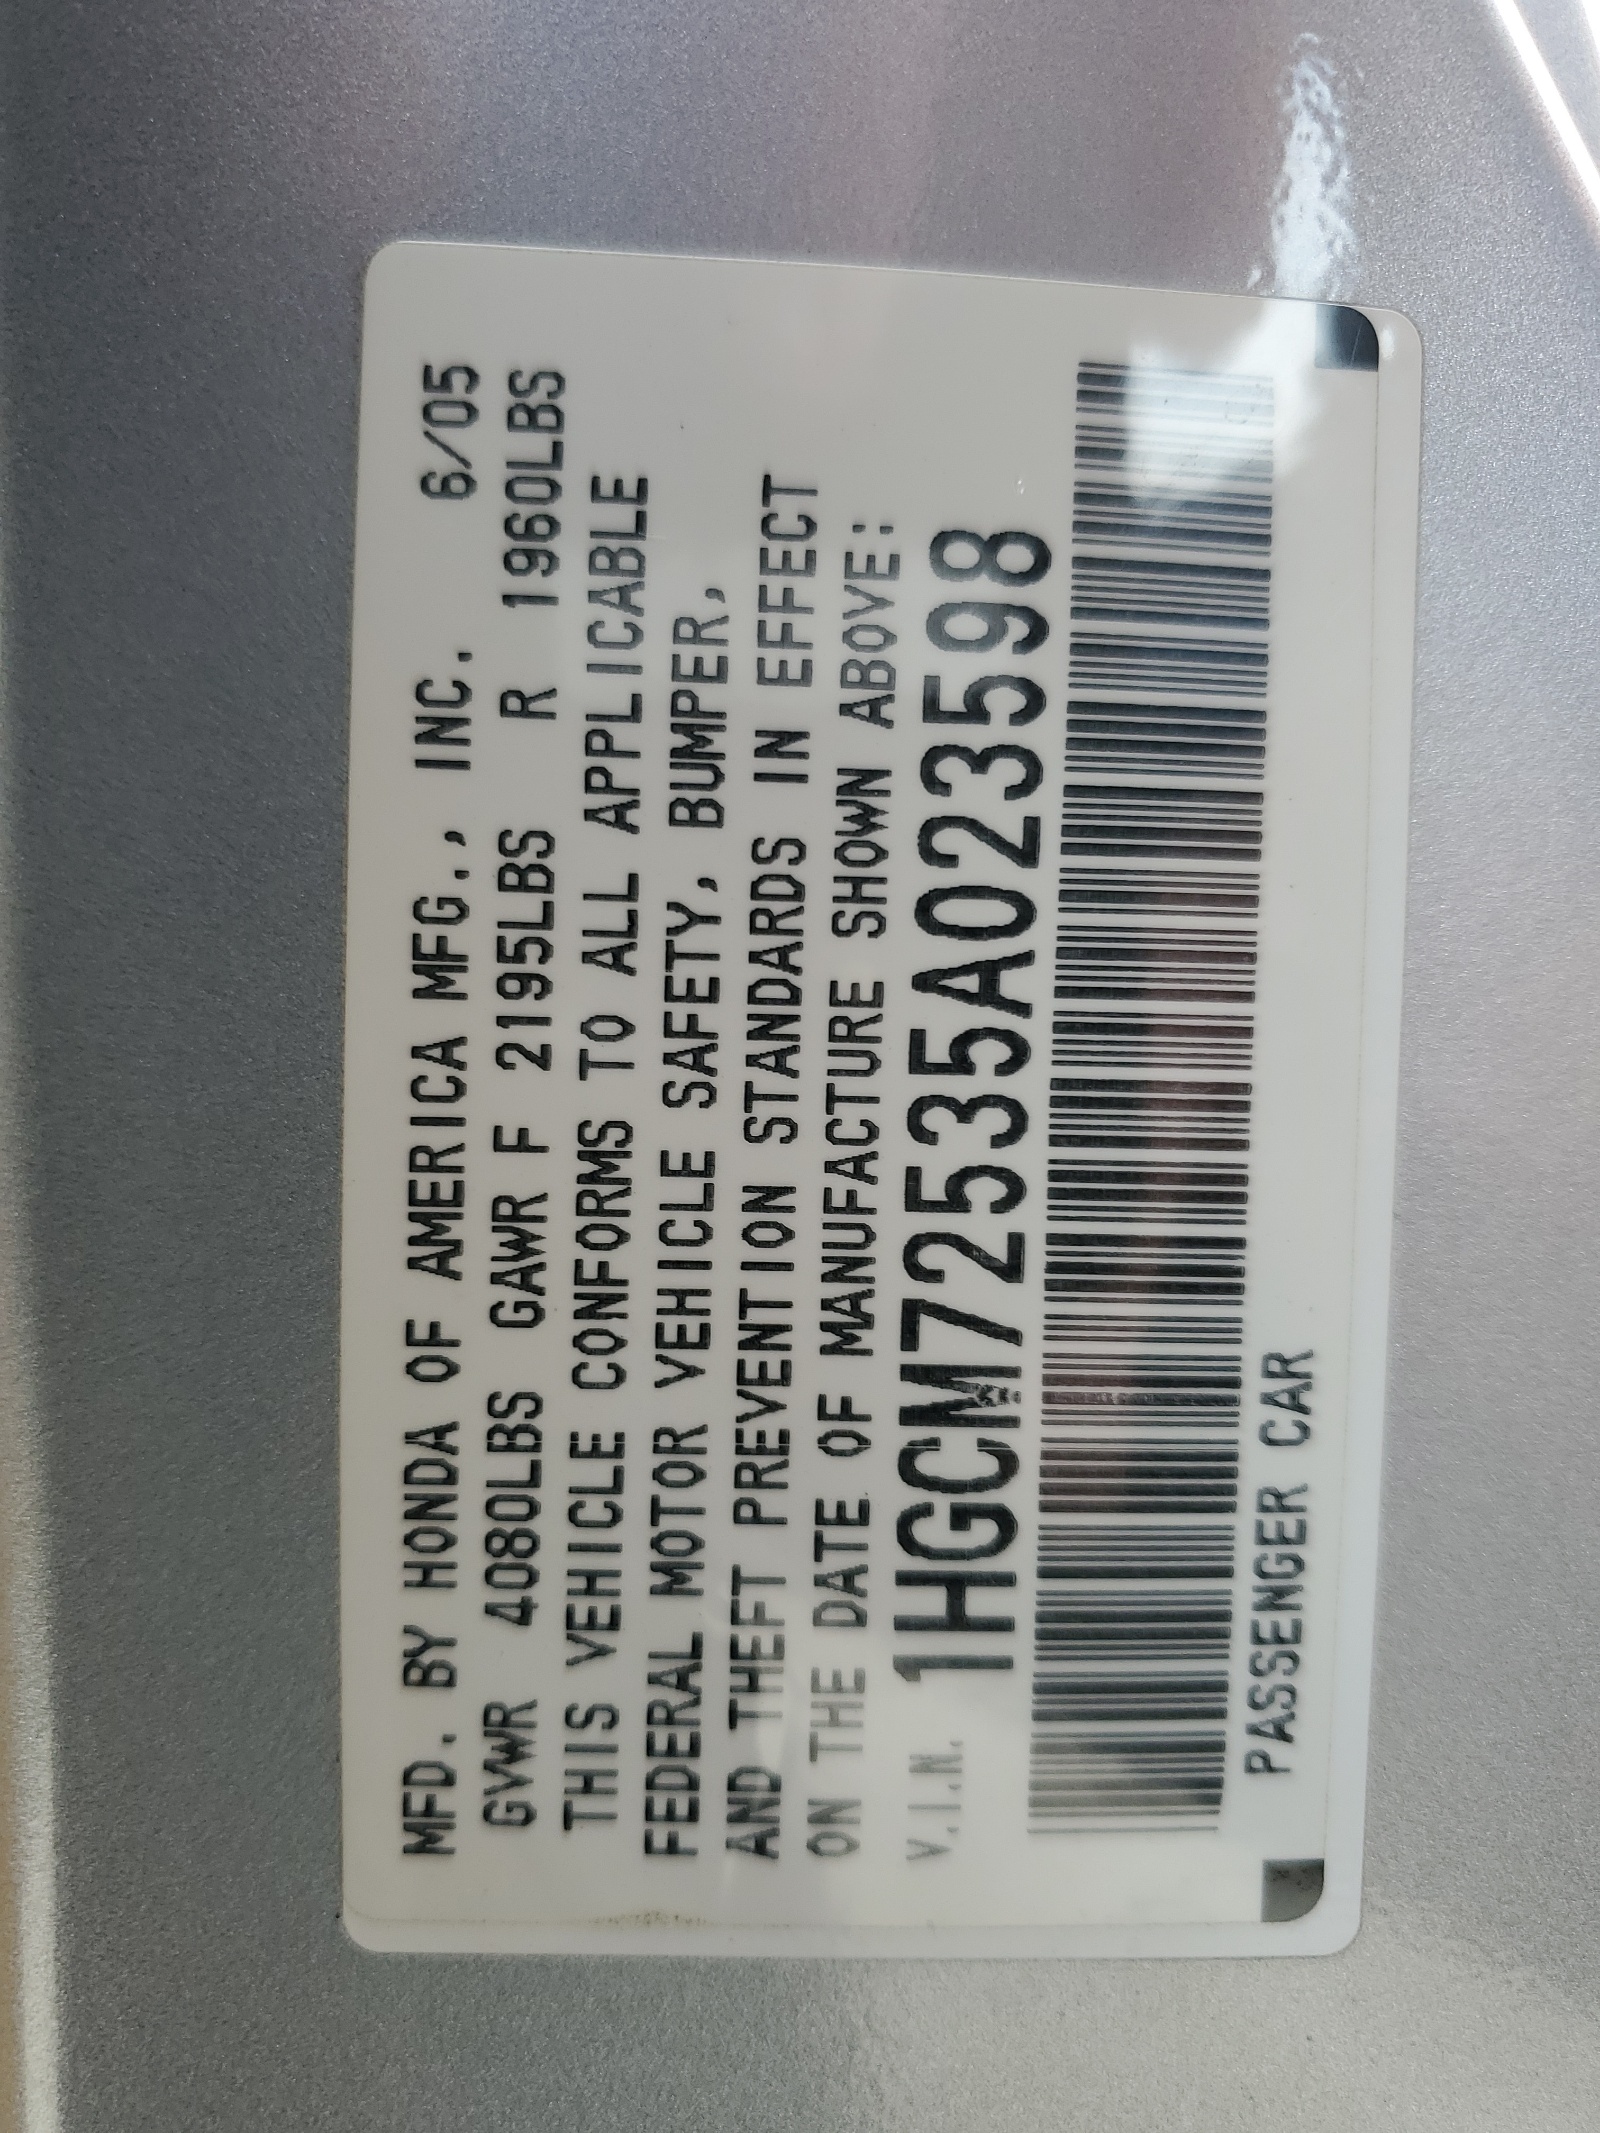 MFD. BY HONDA OF AMERICA MFG., INC. 6/05
GVWR 4080LBS GAWR F 2195LBS R 1960LBS
THIS VEHICLE CONFORMS TO ALL APPLICABLE
FEDERAL MOTOR VEHICLE SAFETY, BUMPER,
AND THEFT PREVENTION STANDARDS IN EFFECT
ON THE DATE OF MANUFACTURE SHOWN ABOVE:
V.I.N. 1HGCM72535A023598
PASSENGER CAR